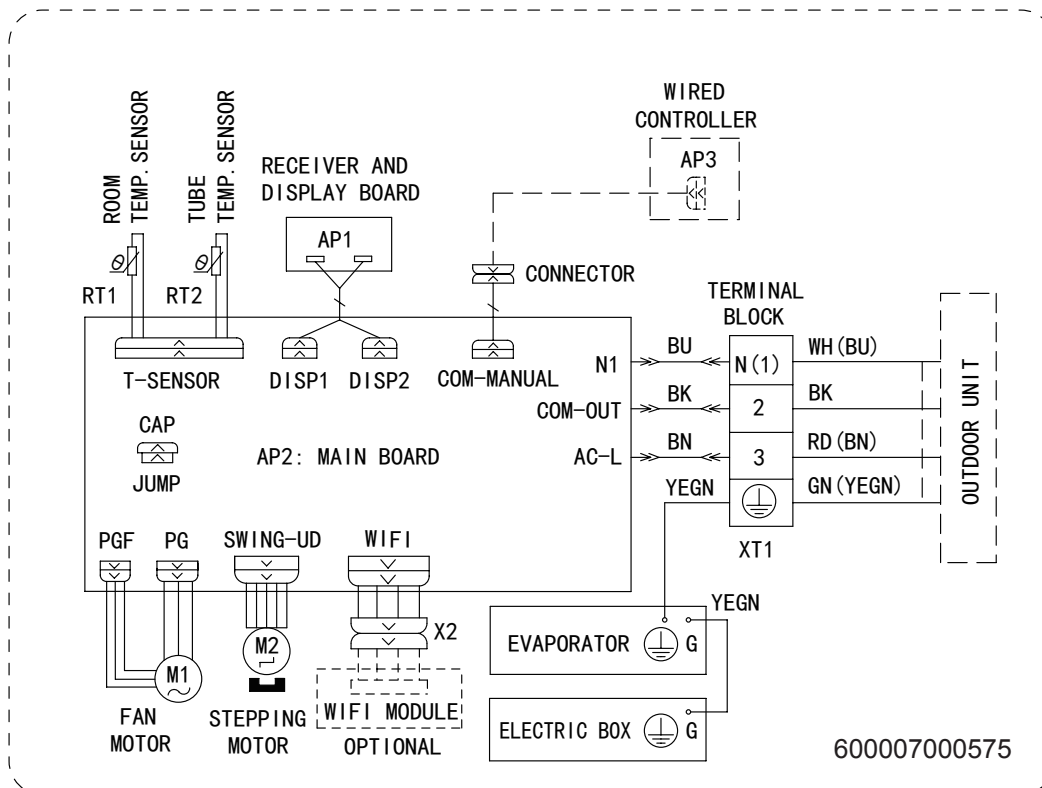 WIRED
CONTROLLER
AP3
ROOM
TEMP. SENSOR
TUBE
TEMP. SENSOR
RECEIVER AND
DISPLAY BOARD
AP1
θ
θ
RT1
RT2
CONNECTOR
TERMINAL
BLOCK
T-SENSOR
DISP1
DISP2
COM-MANUAL
N1
BU
N(1)
WH(BU)
COM-OUT
BK
2
BK
CAP
JUMP
AP2: MAIN BOARD
AC-L
BN
3
RD(BN)
YEGN
GN(YEGN)
XT1
OUTDOOR UNIT
PGF
PG
SWING-UD
WIFI
X2
YEGN
M1
M2
EVAPORATOR
G
FAN
MOTOR
STEPPING
MOTOR
WIFI MODULE
OPTIONAL
ELECTRIC BOX
G
600007000575